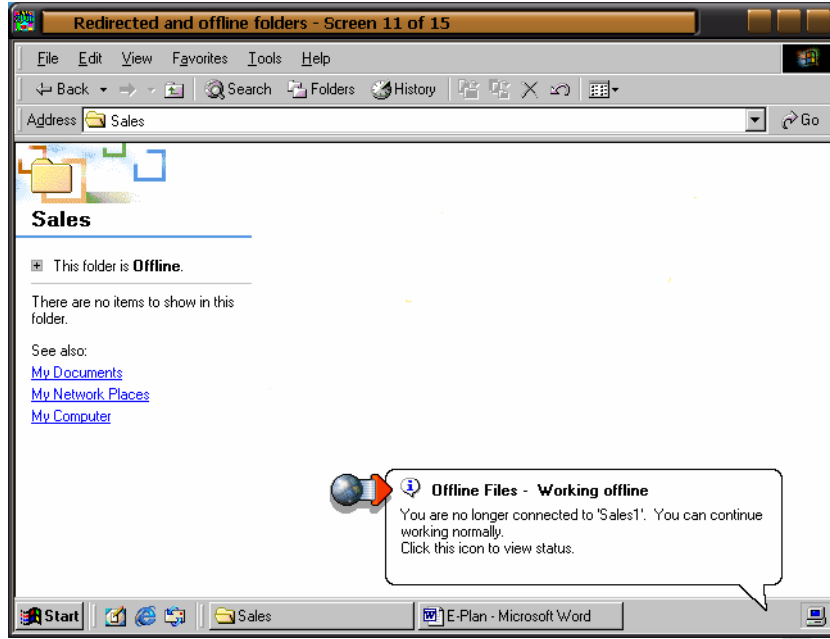 Redirected and offline folders - Screen 11 of 15
File Edit View Favorites Tools Help
Back Search Folders History
Address Sales Go
Sales
This folder is Offline.
There are no items to show in this
folder.
See also:
My Documents
My Network Places
My Computer
Offline Files - Working offline
You are no longer connected to 'Sales1'. You can continue
working normally.
Click this icon to view status.
Start Sales E-Plan - Microsoft Word